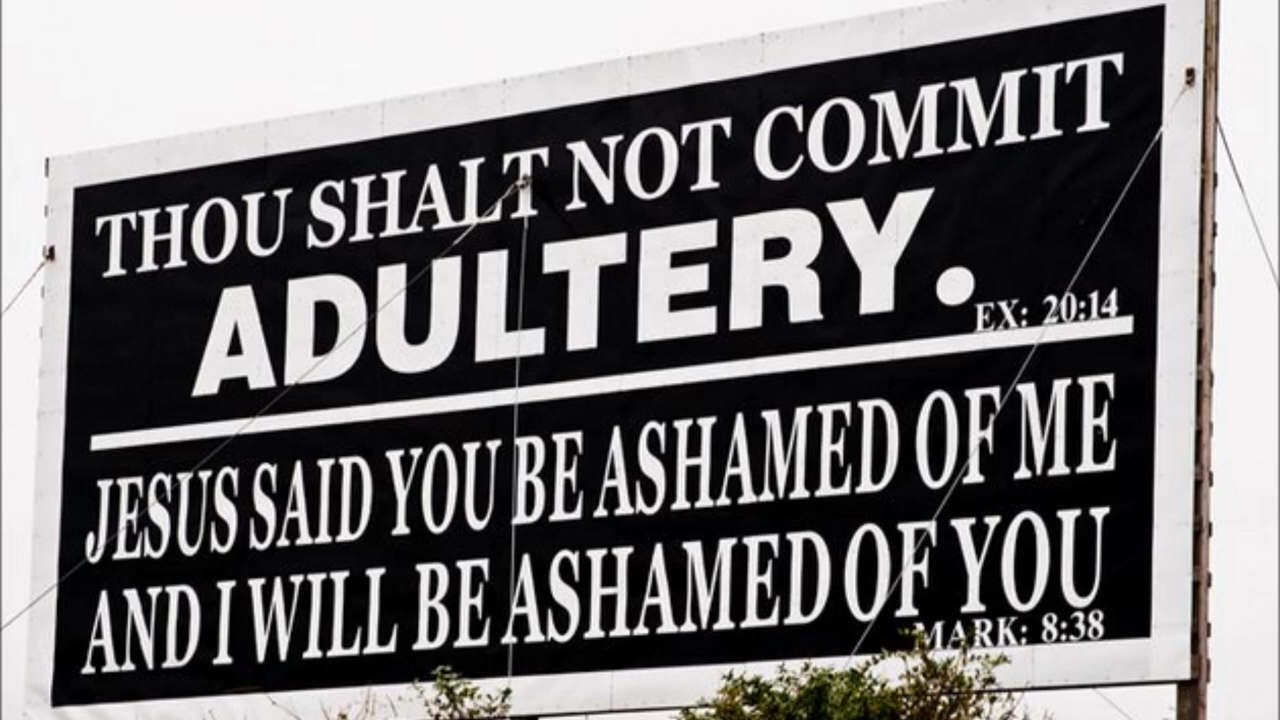 THOU SHALT NOT COMMIT
ADULTERY.
EX: 20:14
JESUS SAID YOU BE ASHAMED OF ME
AND I WILL BE ASHAMED OF YOU
MARK: 8:38